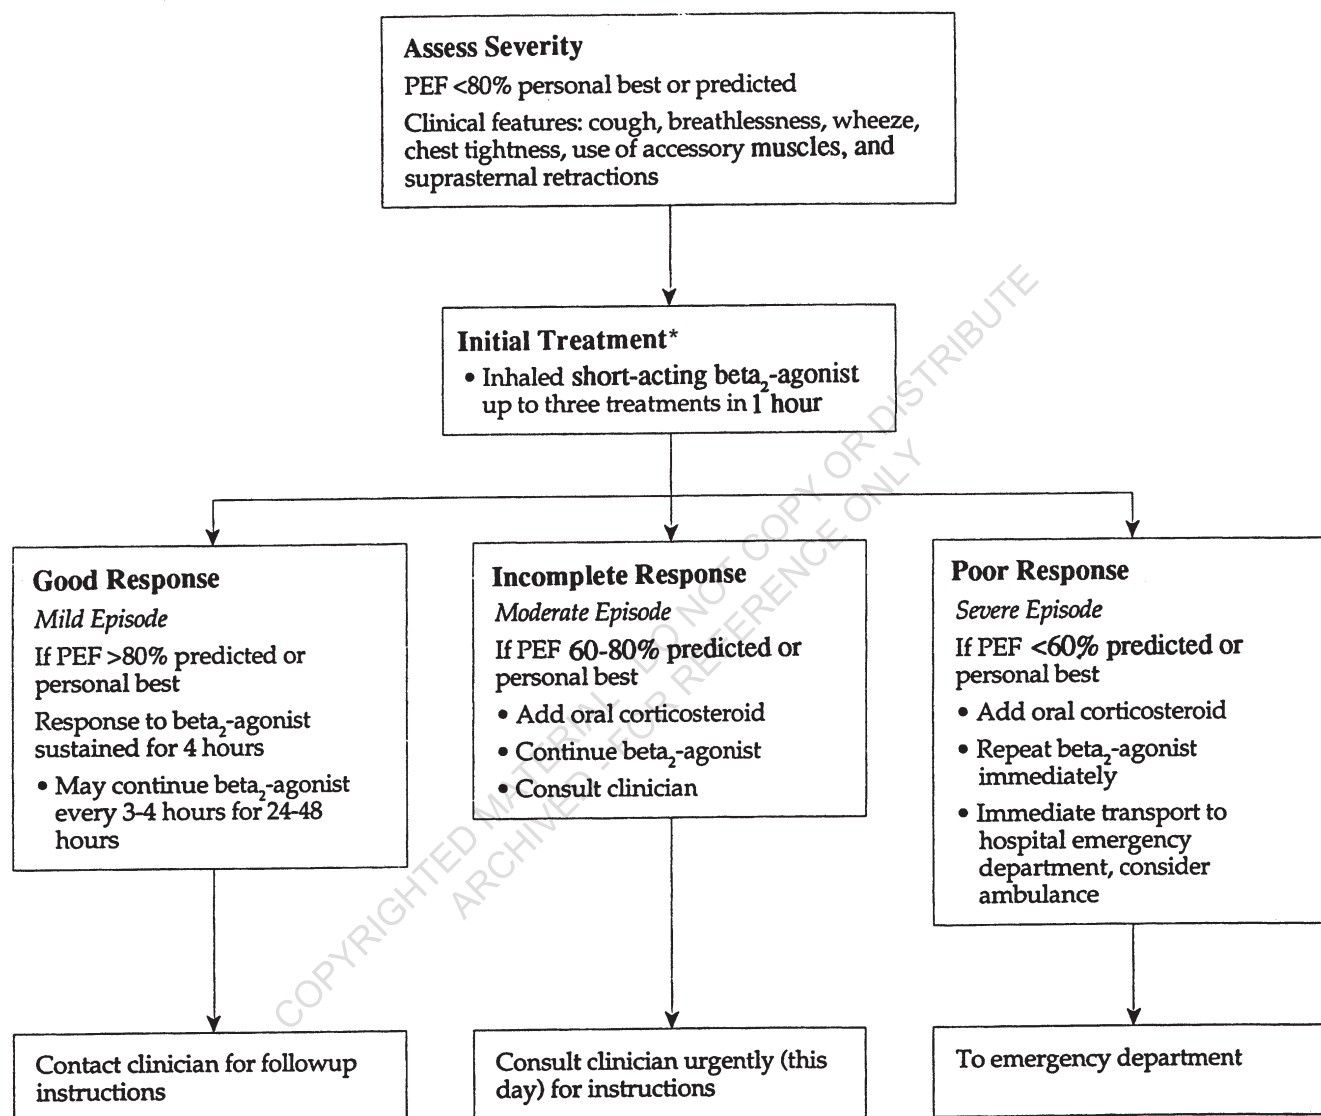 Assess Severity
PEF <80% personal best or predicted
Clinical features: cough, breathlessness, wheeze,
chest tightness, use of accessory muscles, and
suprasternal retractions
Initial Treatment*
• Inhaled short-acting beta₂-agonist
up to three treatments in 1 hour
Good Response
Mild Episode
If PEF >80% predicted or
personal best
Response to beta₂-agonist
sustained for 4 hours
• May continue beta₂-agonist
every 3-4 hours for 24-48
hours
Contact clinician for followup
instructions
Incomplete Response
Moderate Episode
If PEF 60-80% predicted or
personal best
• Add oral corticosteroid
• Continue beta₂-agonist
• Consult clinician
Consult clinician urgently (this
day) for instructions
Poor Response
Severe Episode
If PEF <60% predicted or
personal best
• Add oral corticosteroid
• Repeat beta₂-agonist
immediately
• Immediate transport to
hospital emergency
department, consider
ambulance
To emergency department
COPYRIGHTED MATERIAL - DO NOT COPY OR DISTRIBUTE
ARCHIVED - FOR REFERENCE ONLY